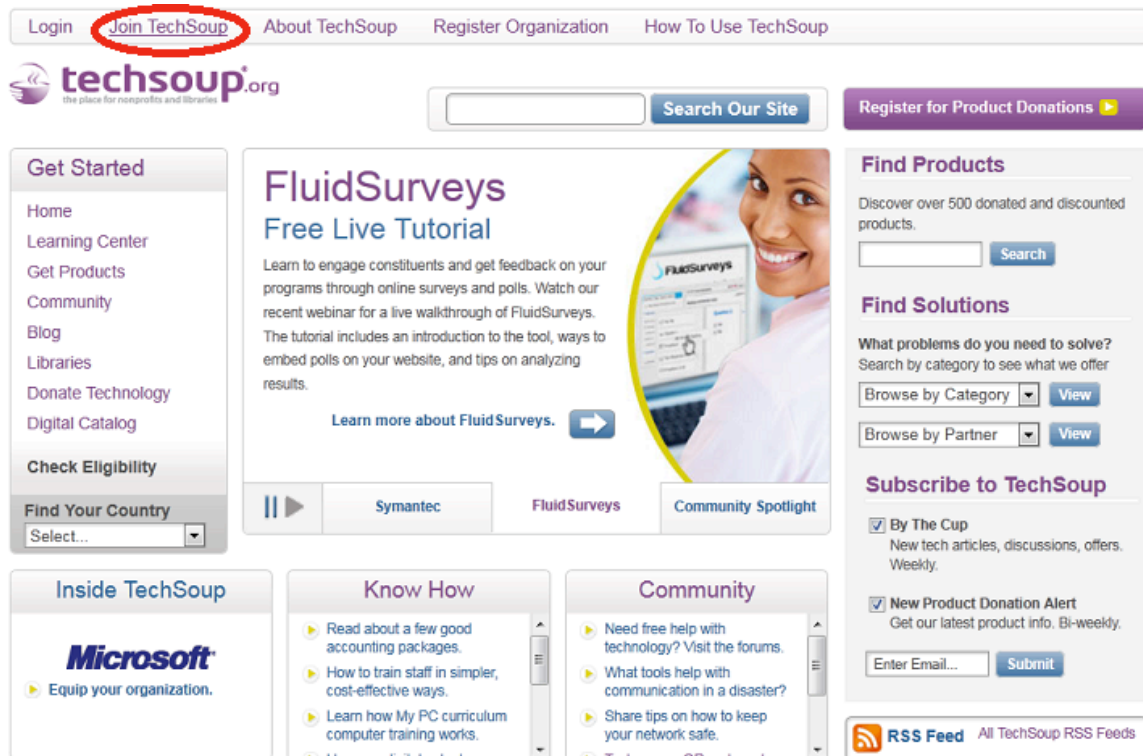 Login
Join TechSoup
About TechSoup
Register Organization
How To Use TechSoup
techsoup.org
the place for nonprofits and libraries
Search Our Site
Register for Product Donations
Get Started
Home
Learning Center
Get Products
Community
Blog
Libraries
Donate Technology
Digital Catalog
Check Eligibility
Find Your Country
Select...
FluidSurveys
Free Live Tutorial
Learn to engage constituents and get feedback on your
programs through online surveys and polls. Watch our
recent webinar for a live walkthrough of FluidSurveys.
The tutorial includes an introduction to the tool, ways to
embed polls on your website, and tips on analyzing
results.
Learn more about FluidSurveys.
FluidSurveys
Symantec
FluidSurveys
Community Spotlight
Find Products
Discover over 500 donated and discounted
products.
Search
Find Solutions
What problems do you need to solve?
Search by category to see what we offer
Browse by Category
View
Browse by Partner
View
Subscribe to TechSoup
By The Cup
New tech articles, discussions, offers.
Weekly.
New Product Donation Alert
Get our latest product info. Bi-weekly.
Enter Email...
Submit
RSS Feed
All TechSoup RSS Feeds
Inside TechSoup
Microsoft
Equip your organization.
Know How
Read about a few good
accounting packages.
How to train staff in simpler,
cost-effective ways.
Learn how My PC curriculum
computer training works.
Community
Need free help with
technology? Visit the forums.
What tools help with
communication in a disaster?
Share tips on how to keep
your network safe.